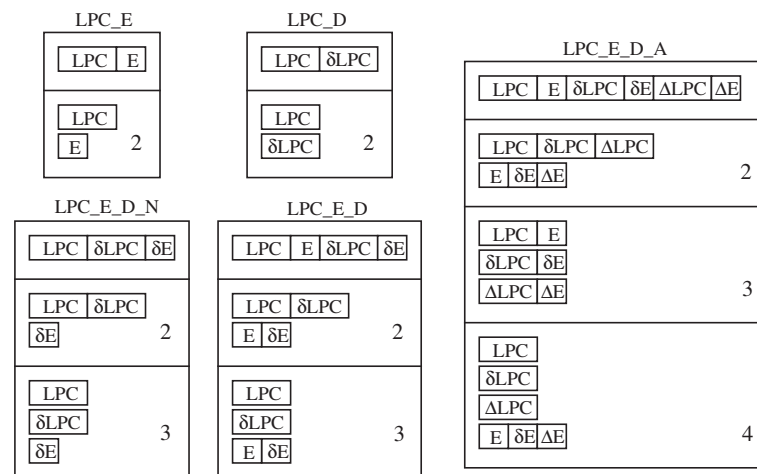 LPC_E
LPC E
LPC
E 2
LPC_D
LPC δLPC
LPC
δLPC 2
LPC_E_D_A
LPC E δLPC δE ΔLPC ΔE
LPC δLPC ΔLPC
E δE ΔE 2
LPC E
δLPC δE
ΔLPC ΔE 3
LPC
δLPC
ΔLPC
E δE ΔE 4
LPC_E_D_N
LPC δLPC δE
LPC δLPC
δE 2
LPC
δLPC
δE 3
LPC_E_D
LPC E δLPC δE
LPC δLPC
E δE 2
LPC
δLPC
E δE 3